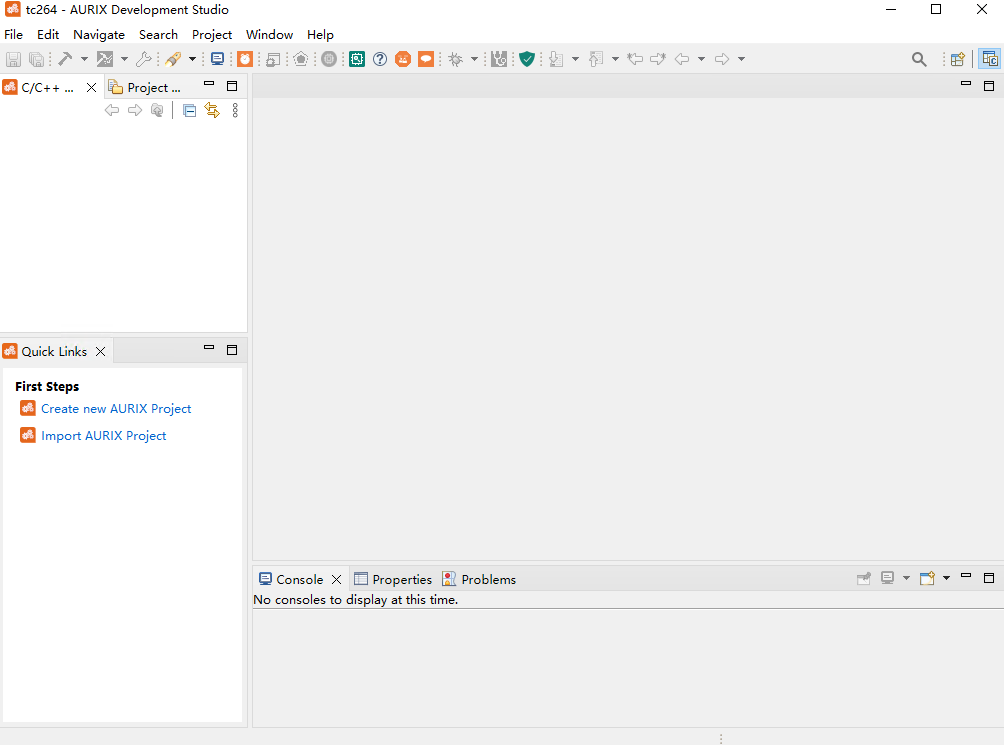 tc264 - AURIX Development Studio
File Edit Navigate Search Project Window Help
C/C++ ... Project ...
Quick Links
First Steps
Create new AURIX Project
Import AURIX Project
Console Properties Problems
No consoles to display at this time.